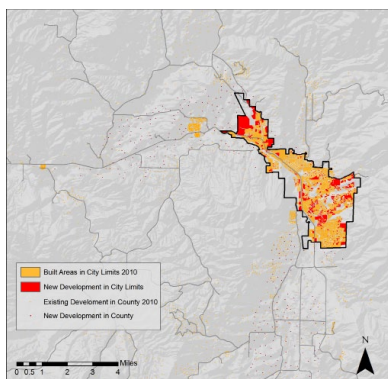 Built Areas in City Limits 2010
New Development in City Limits
Existing Develoment in County 2010
New Development in County
Miles
0 0.5 1 2 3 4
N